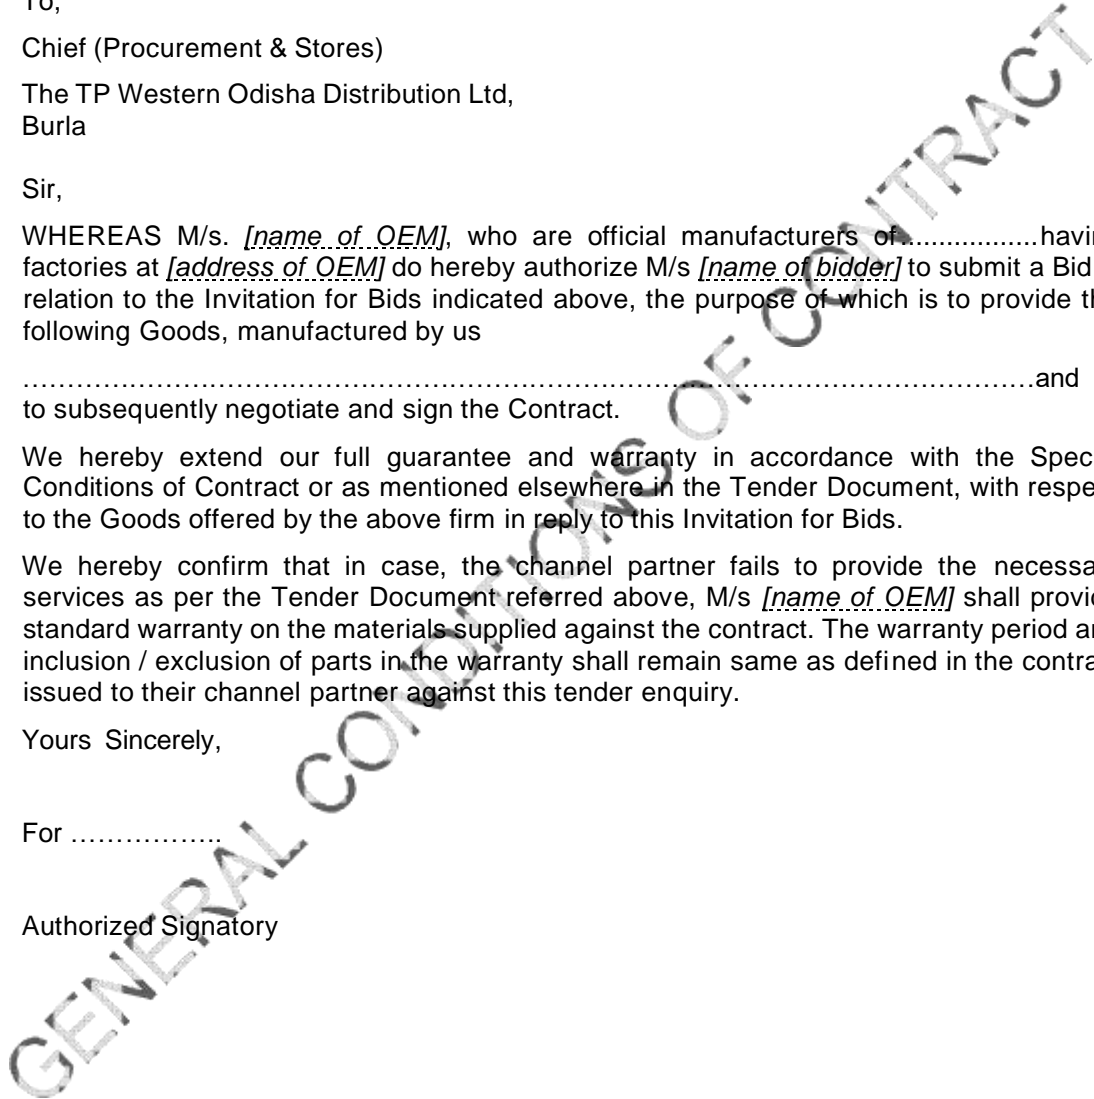 To,
Chief (Procurement & Stores)
The TP Western Odisha Distribution Ltd,
Burla
Sir,
WHEREAS M/s. [name of OEM], who are official manufacturers of..................havin
factories at [address of OEM] do hereby authorize M/s [name of bidder] to submit a Bid
relation to the Invitation for Bids indicated above, the purpose of which is to provide th
following Goods, manufactured by us
……………………………………………………………………………………………………and
to subsequently negotiate and sign the Contract.
We hereby extend our full guarantee and warranty in accordance with the Spec
Conditions of Contract or as mentioned elsewhere in the Tender Document, with respe
to the Goods offered by the above firm in reply to this Invitation for Bids.
We hereby confirm that in case, the channel partner fails to provide the necessa
services as per the Tender Document referred above, M/s [name of OEM] shall provid
standard warranty on the materials supplied against the contract. The warranty period an
inclusion / exclusion of parts in the warranty shall remain same as defined in the contra
issued to their channel partner against this tender enquiry.
Yours Sincerely,
For ……………..
Authorized Signatory
GENERAL CONDITIONS OF CONTRACT